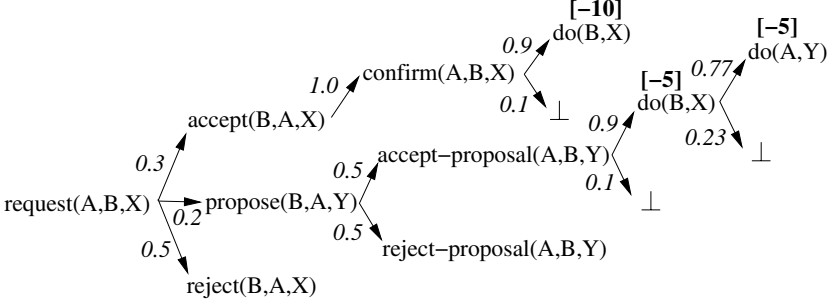 [−10]
do(B,X)
[−5]
do(A,Y)
0.9
confirm(A,B,X)
0.77
1.0
0.1
⊥
[−5]
do(B,X)
accept(B,A,X)
0.9
0.23
⊥
0.3
0.5
accept−proposal(A,B,Y)
0.1
⊥
request(A,B,X)
0.2
propose(B,A,Y)
0.5
0.5
reject−proposal(A,B,Y)
reject(B,A,X)